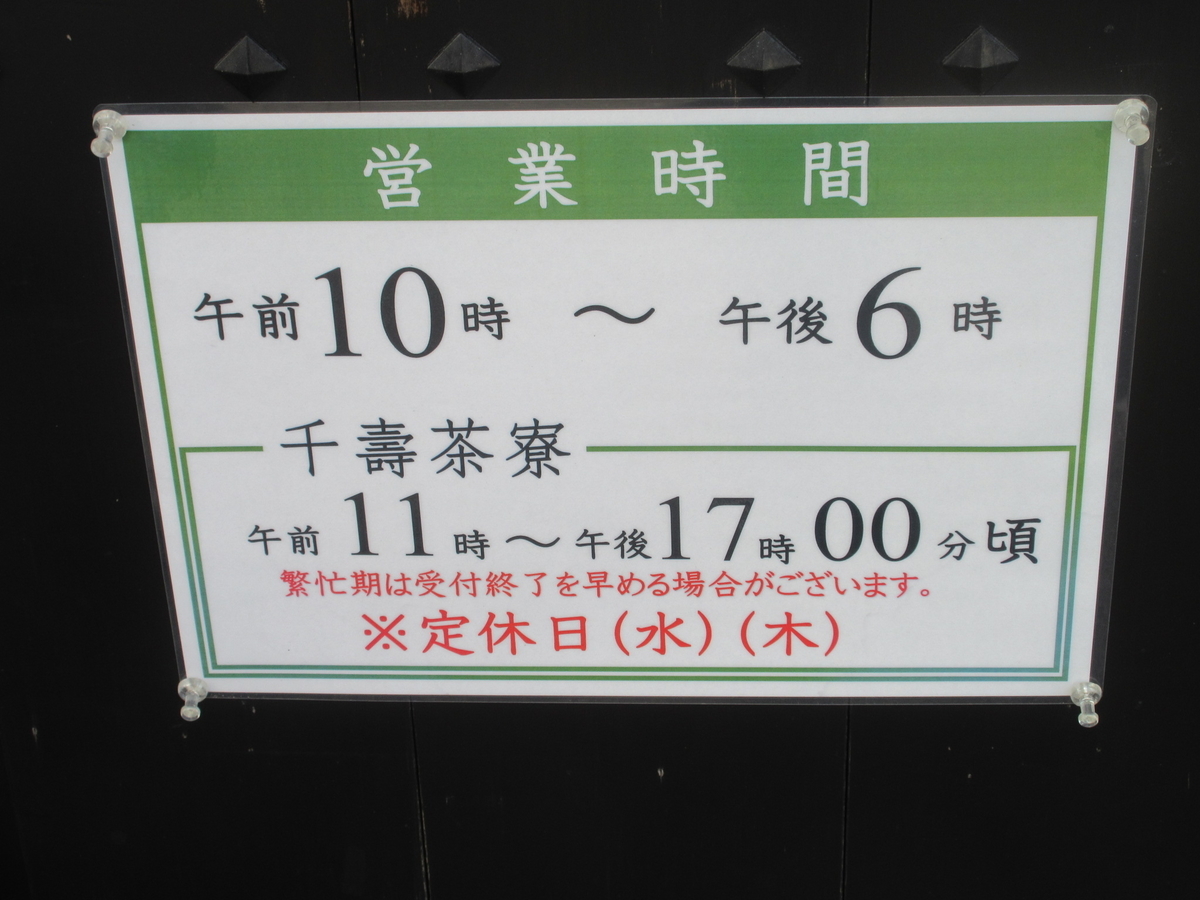 営業時間
午前10時 〜 午後6時
千壽茶寮
午前11時〜午後17時00分頃
繁忙期は受付終了を早める場合がございます。
※定休日(水)(木)